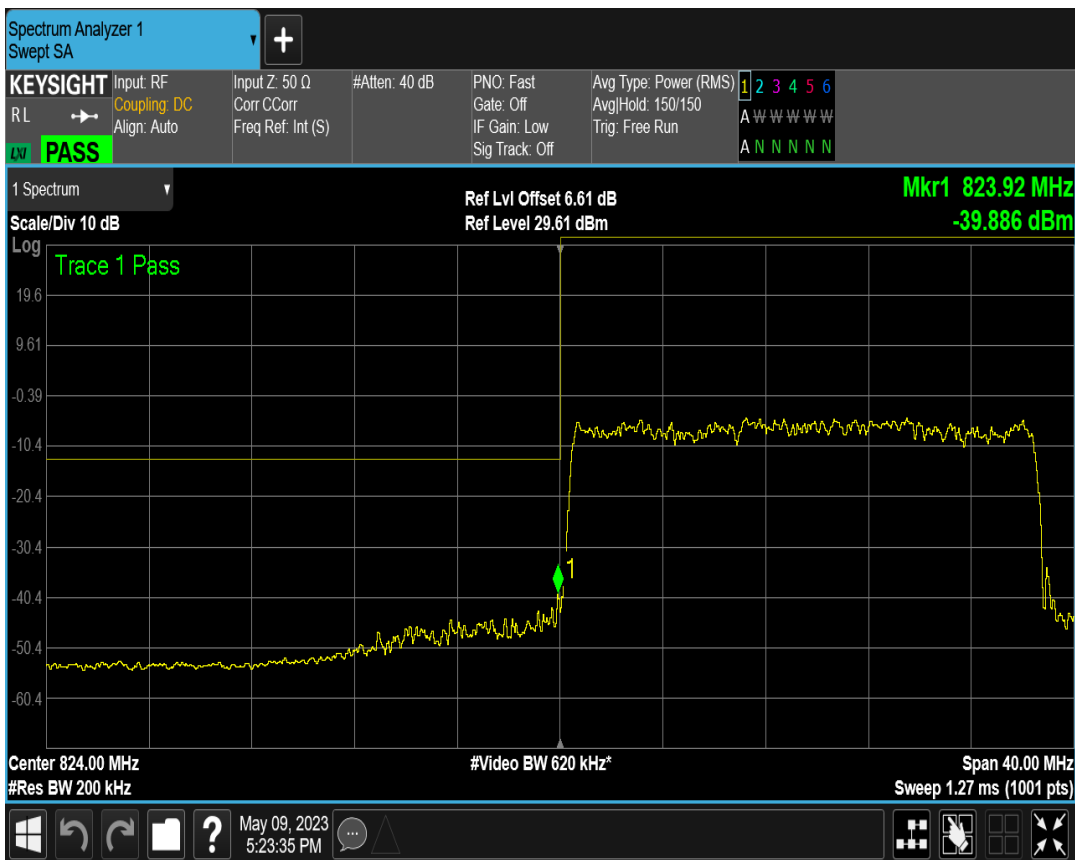 Spectrum Analyzer 1
Swept SA
+
KEYSIGHT
RL
LXI PASS
Input: RF
Coupling: DC
Align: Auto
Input Z: 50 Ω
Corr CCorr
Freq Ref: Int (S)
#Atten: 40 dB
PNO: Fast
Gate: Off
IF Gain: Low
Sig Track: Off
Avg Type: Power (RMS)
Avg|Hold: 150/150
Trig: Free Run
1 2 3 4 5 6
A W W W W W
A N N N N N
1 Spectrum
Scale/Div 10 dB
Ref Lvl Offset 6.61 dB
Ref Level 29.61 dBm
Mkr1 823.92 MHz
-39.886 dBm
Log
Trace 1 Pass
19.6
9.61
-0.39
-10.4
-20.4
-30.4
1
-40.4
-50.4
-60.4
Center 824.00 MHz
#Res BW 200 kHz
#Video BW 620 kHz*
Span 40.00 MHz
Sweep 1.27 ms (1001 pts)
?
May 09, 2023
5:23:35 PM